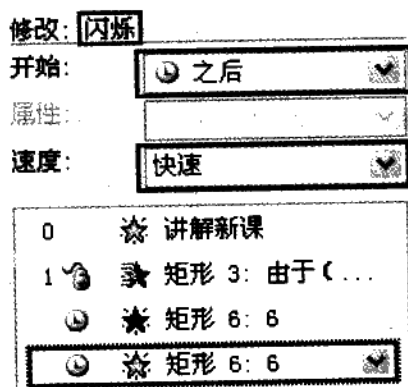 修改: 闪烁
开始: 之后
属性:
速度: 快速
0 讲解新课
1 矩形 3: 由于(...
矩形 6: 6
矩形 6: 6